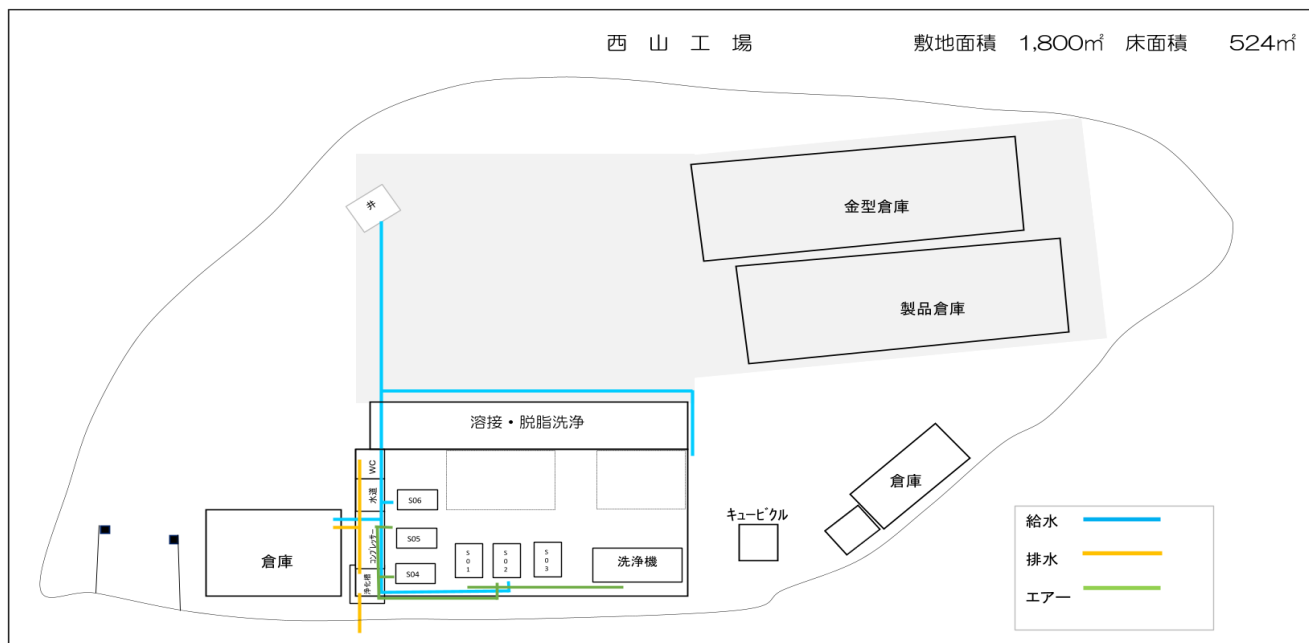 西 山 工 場 敷地面積 1,800㎡ 床面積 524㎡
井
金型倉庫
製品倉庫
溶接・脱脂洗浄
WC
水道
コンプレッサー
浄化槽
S06
S05
S04
S01
S02
S03
洗浄機
倉庫
キュービクル
倉庫
給水
排水
エアー